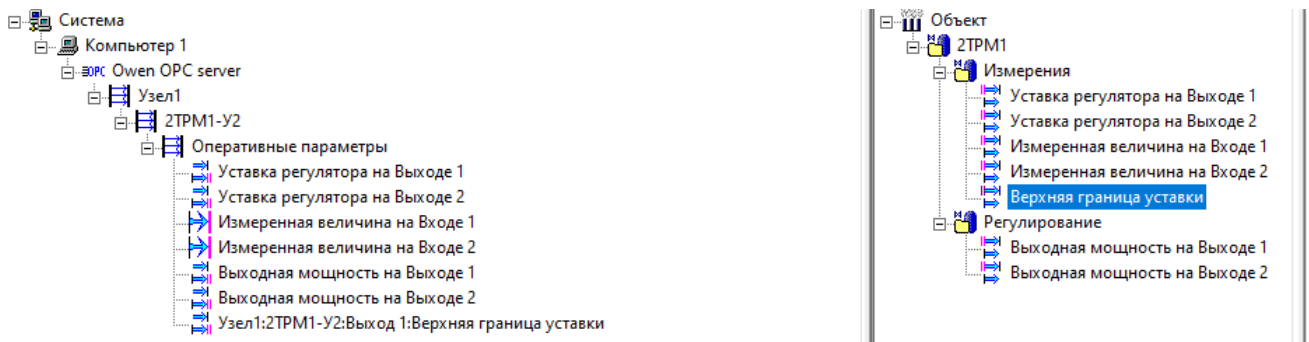 Система
Компьютер 1
OPC Owen OPC server
Узел1
2ТРМ1-У2
Оперативные параметры
Уставка регулятора на Выходе 1
Уставка регулятора на Выходе 2
Измеренная величина на Входе 1
Измеренная величина на Входе 2
Выходная мощность на Выходе 1
Выходная мощность на Выходе 2
Узел1:2ТРМ1-У2:Выход 1:Верхняя граница уставки
Объект
2ТРМ1
Измерения
Уставка регулятора на Выходе 1
Уставка регулятора на Выходе 2
Измеренная величина на Входе 1
Измеренная величина на Входе 2
Верхняя граница уставки
Регулирование
Выходная мощность на Выходе 1
Выходная мощность на Выходе 2